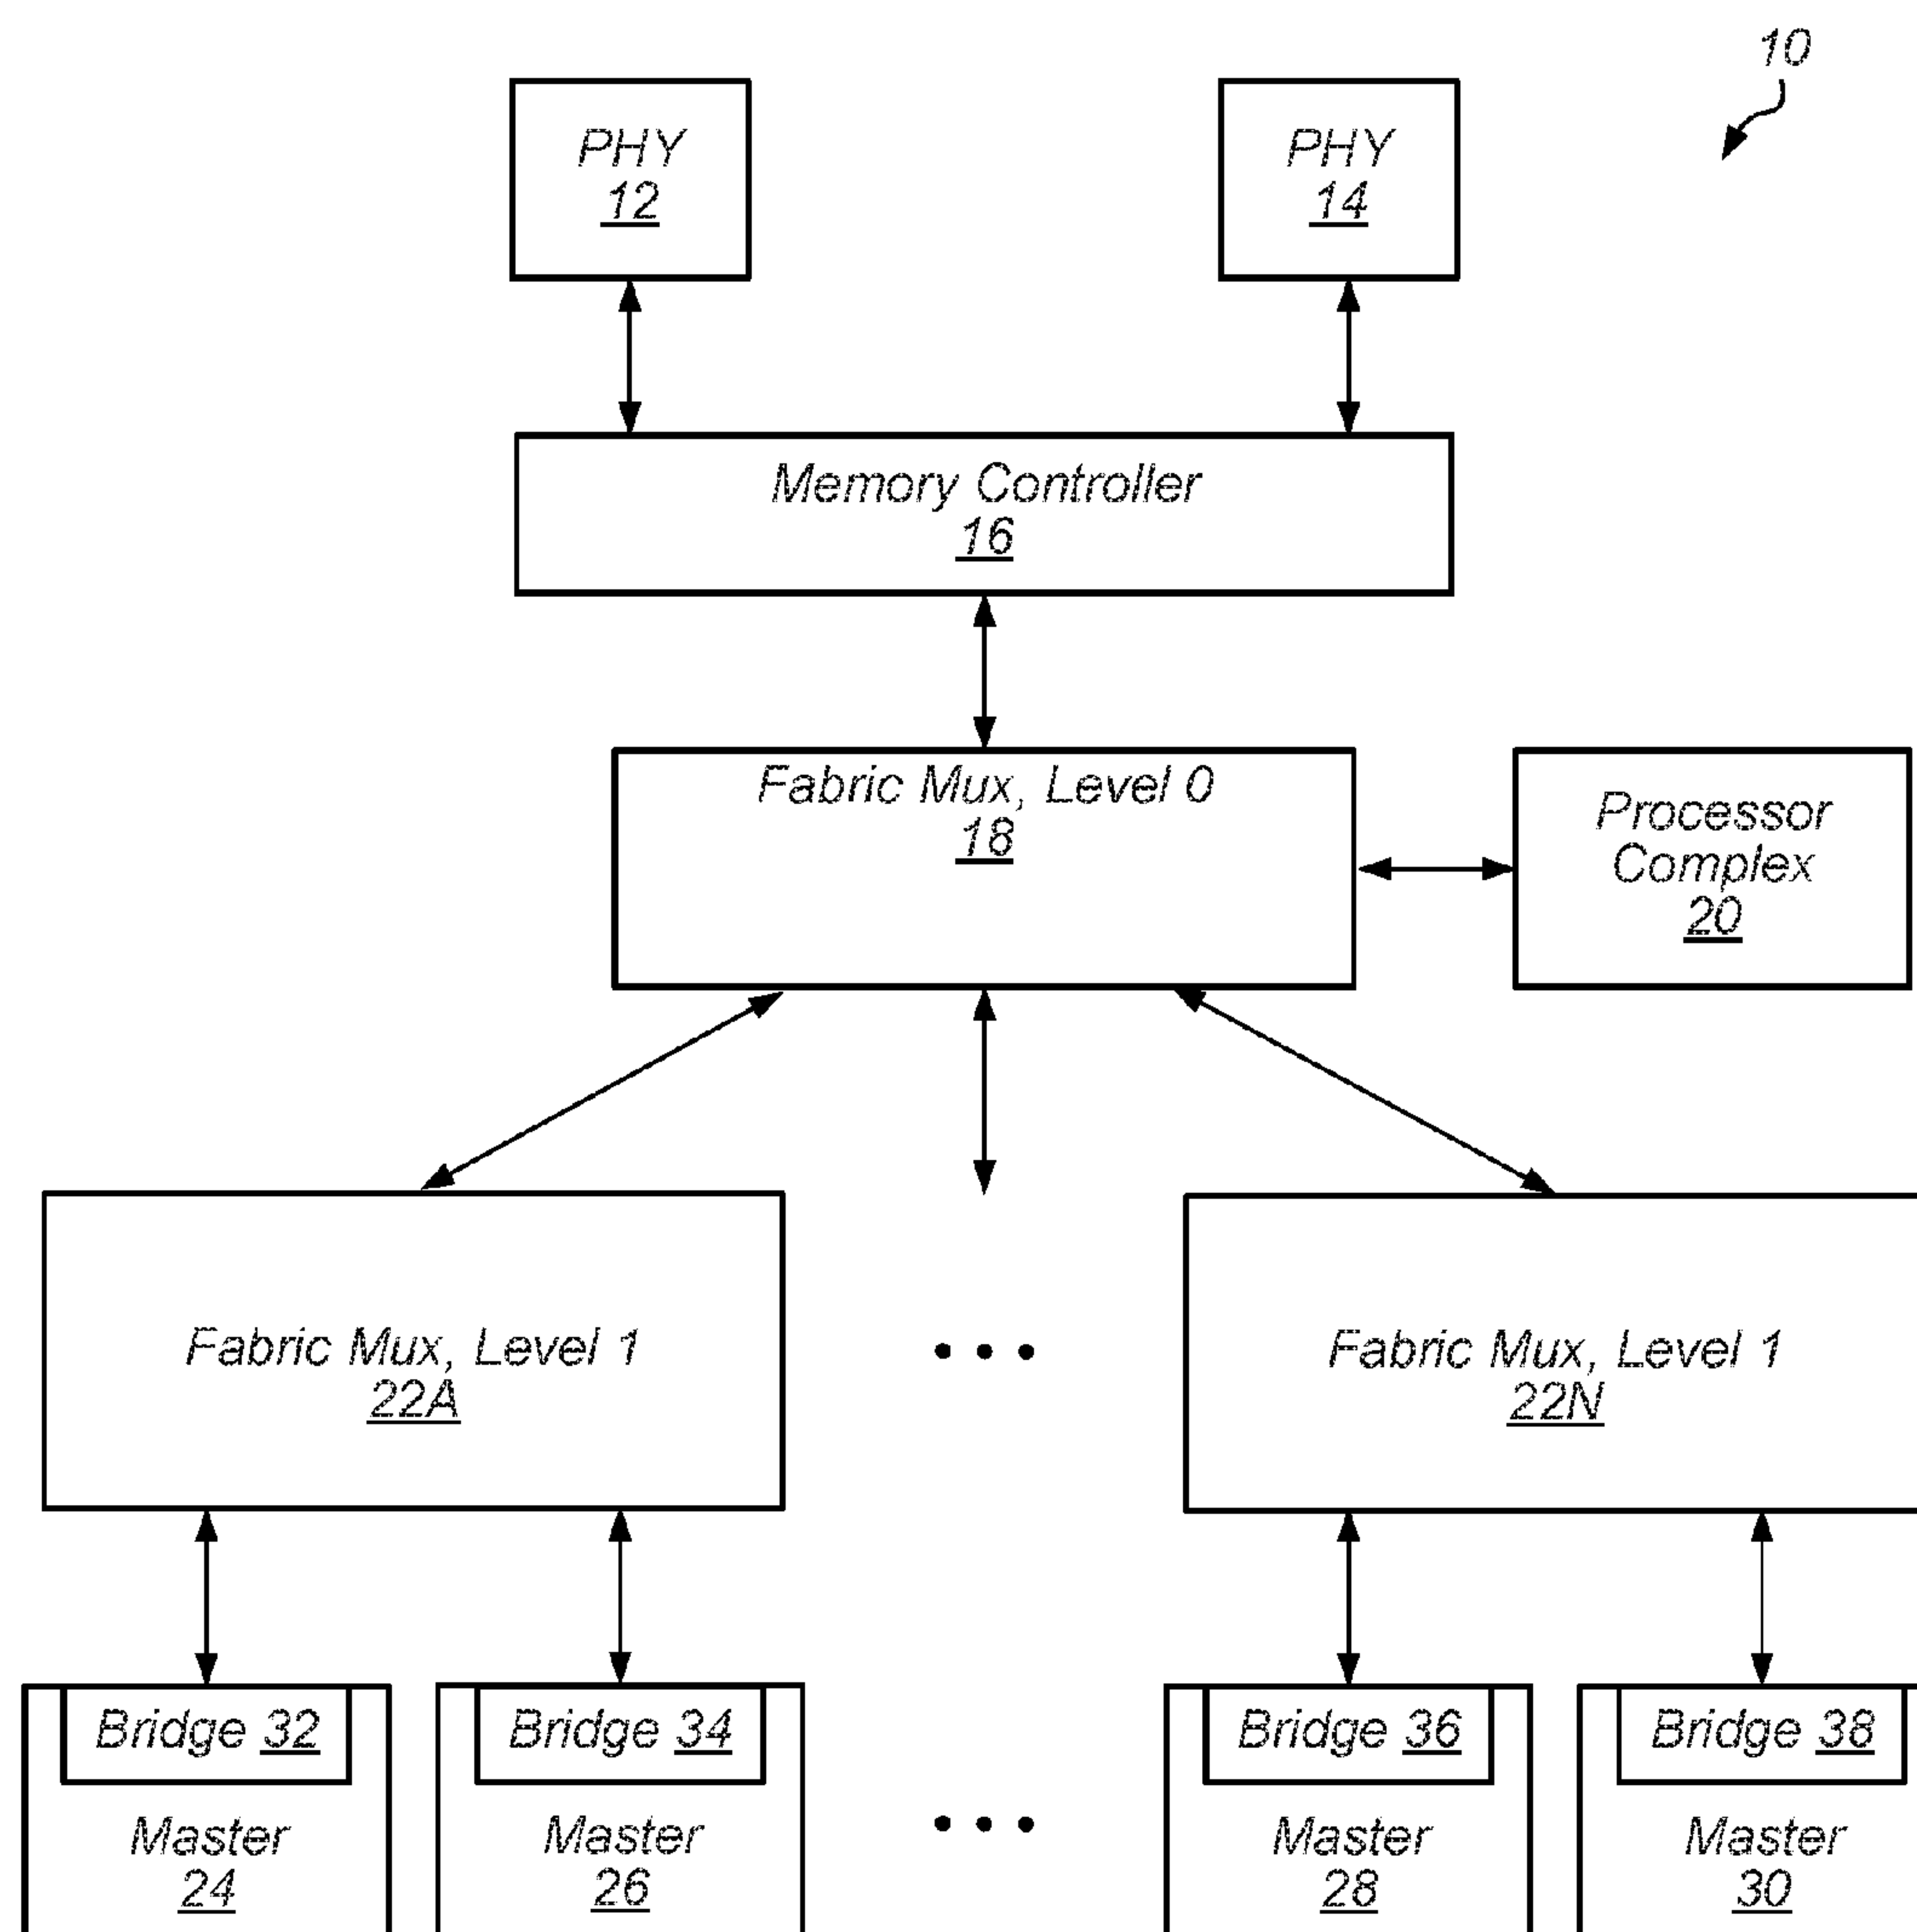 10
PHY
12
PHY
14
Memory Controller
16
Fabric Mux, Level 0
18
Processor
Complex
20
Fabric Mux, Level 1
22A
Fabric Mux, Level 1
22N
Bridge 32
Bridge 34
Bridge 36
Bridge 38
Master
24
Master
26
Master
28
Master
30